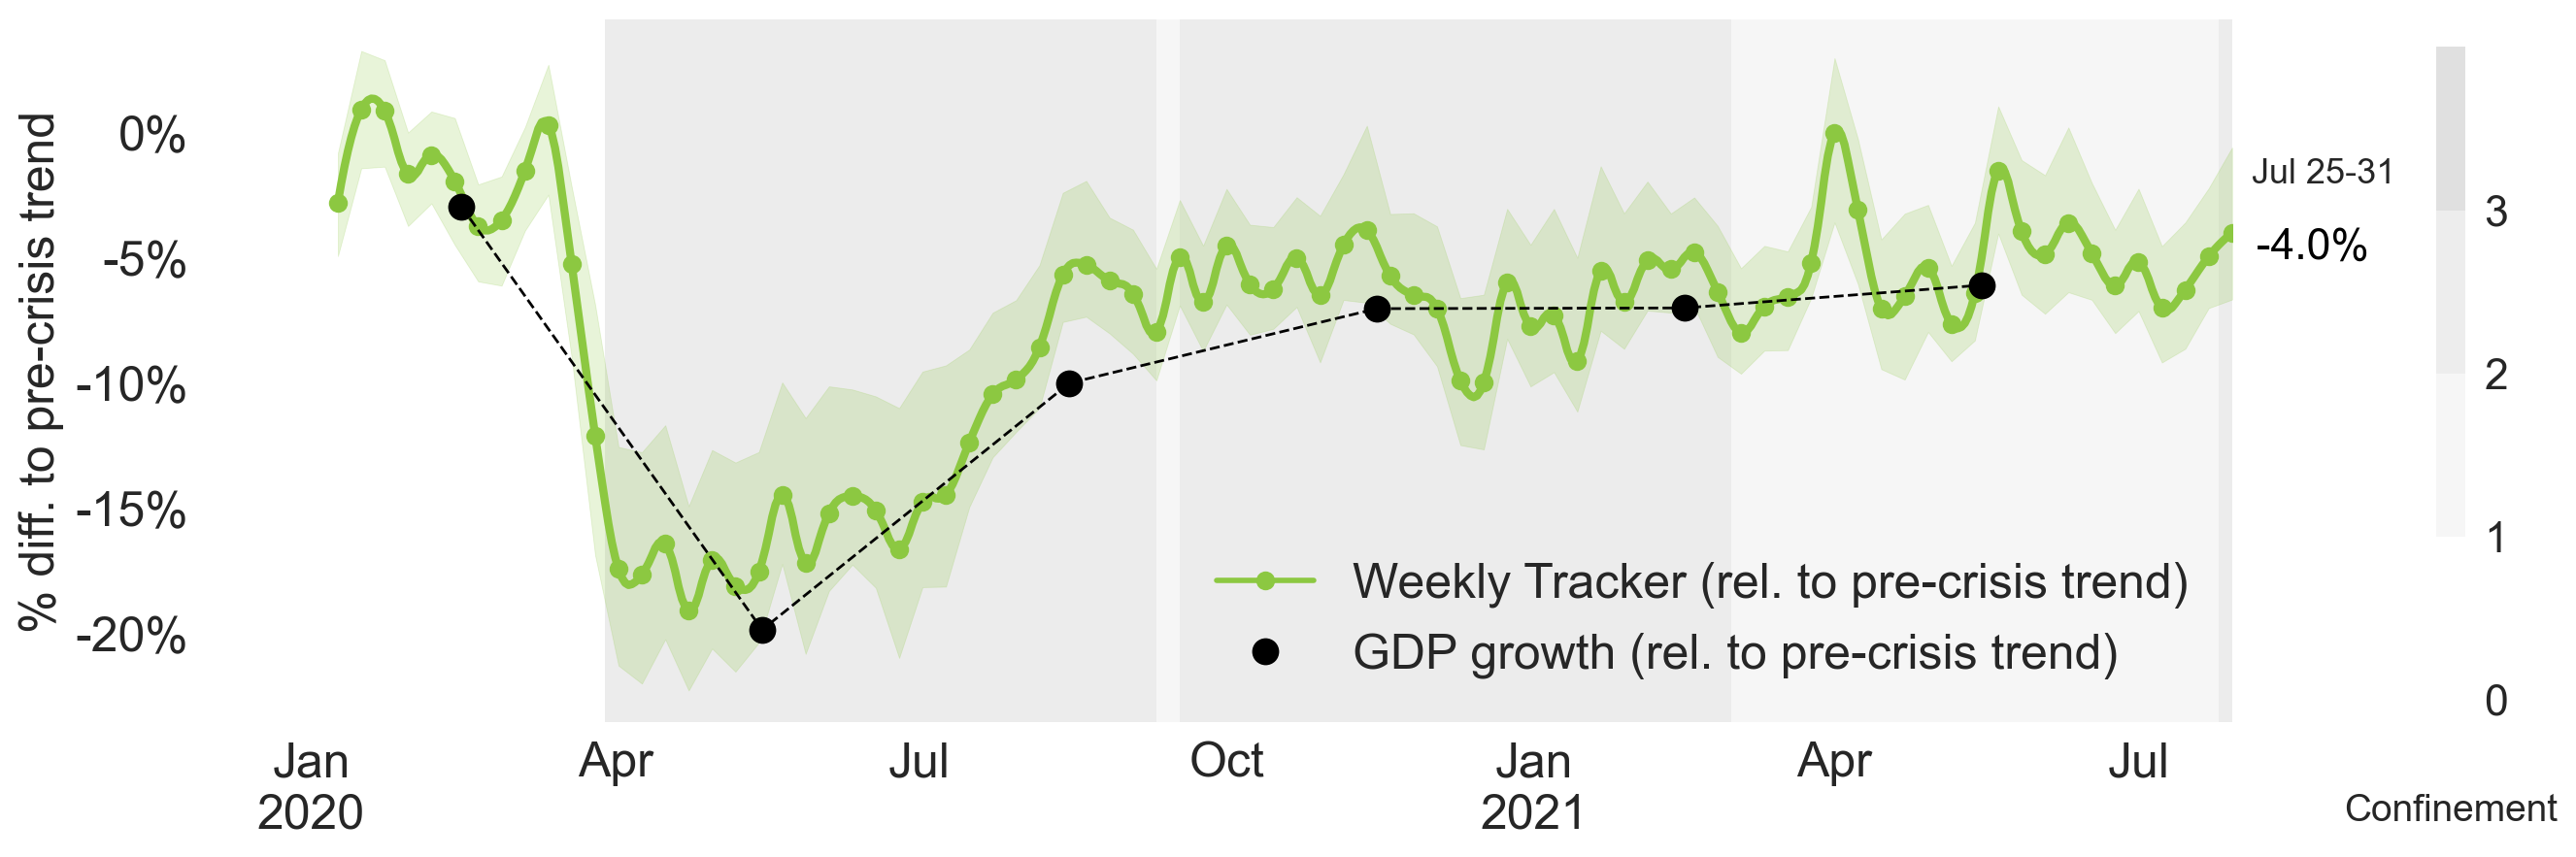 % diff. to pre-crisis trend
0%
-5%
-10%
-15%
-20%
Jan
2020
Apr
Jul
Oct
Jan
2021
Apr
Jul
Weekly Tracker (rel. to pre-crisis trend)
GDP growth (rel. to pre-crisis trend)
Jul 25-31
-4.0%
3
2
1
0
Confinement